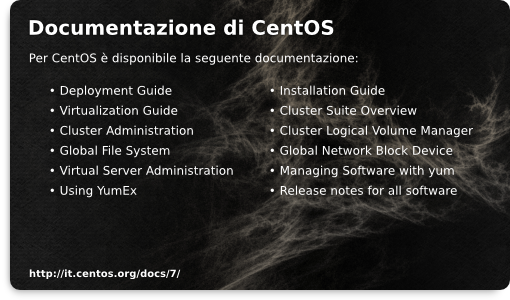 Documentazione di CentOS
Per CentOS è disponibile la seguente documentazione:
• Deployment Guide
• Virtualization Guide
• Cluster Administration
• Global File System
• Virtual Server Administration
• Using YumEx
• Installation Guide
• Cluster Suite Overview
• Cluster Logical Volume Manager
• Global Network Block Device
• Managing Software with yum
• Release notes for all software
http://it.centos.org/docs/7/